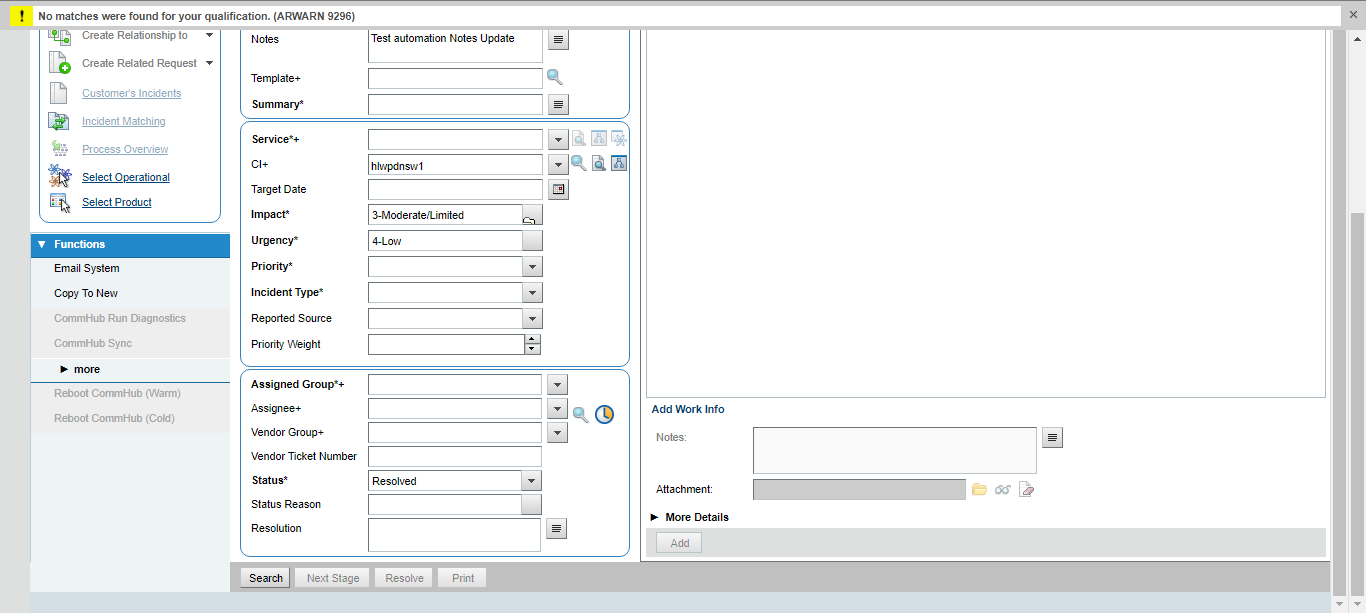 No matches were found for your qualification. (ARWARN 9296)
Create Relationship to
Create Related Request
Customer's Incidents
Incident Matching
Process Overview
Select Operational
Select Product
Functions
Email System
Copy To New
CommHub Run Diagnostics
CommHub Sync
more
Reboot CommHub (Warm)
Reboot CommHub (Cold)
Notes Test automation Notes Update
Template+
Summary*
Service*+
CI+ hlwpdnsw1
Target Date
Impact* 3-Moderate/Limited
Urgency* 4-Low
Priority*
Incident Type*
Reported Source
Priority Weight
Assigned Group*+
Assignee+
Vendor Group+
Vendor Ticket Number
Status* Resolved
Status Reason
Resolution
Add Work Info
Notes:
Attachment:
More Details
Add
Search Next Stage Resolve Print